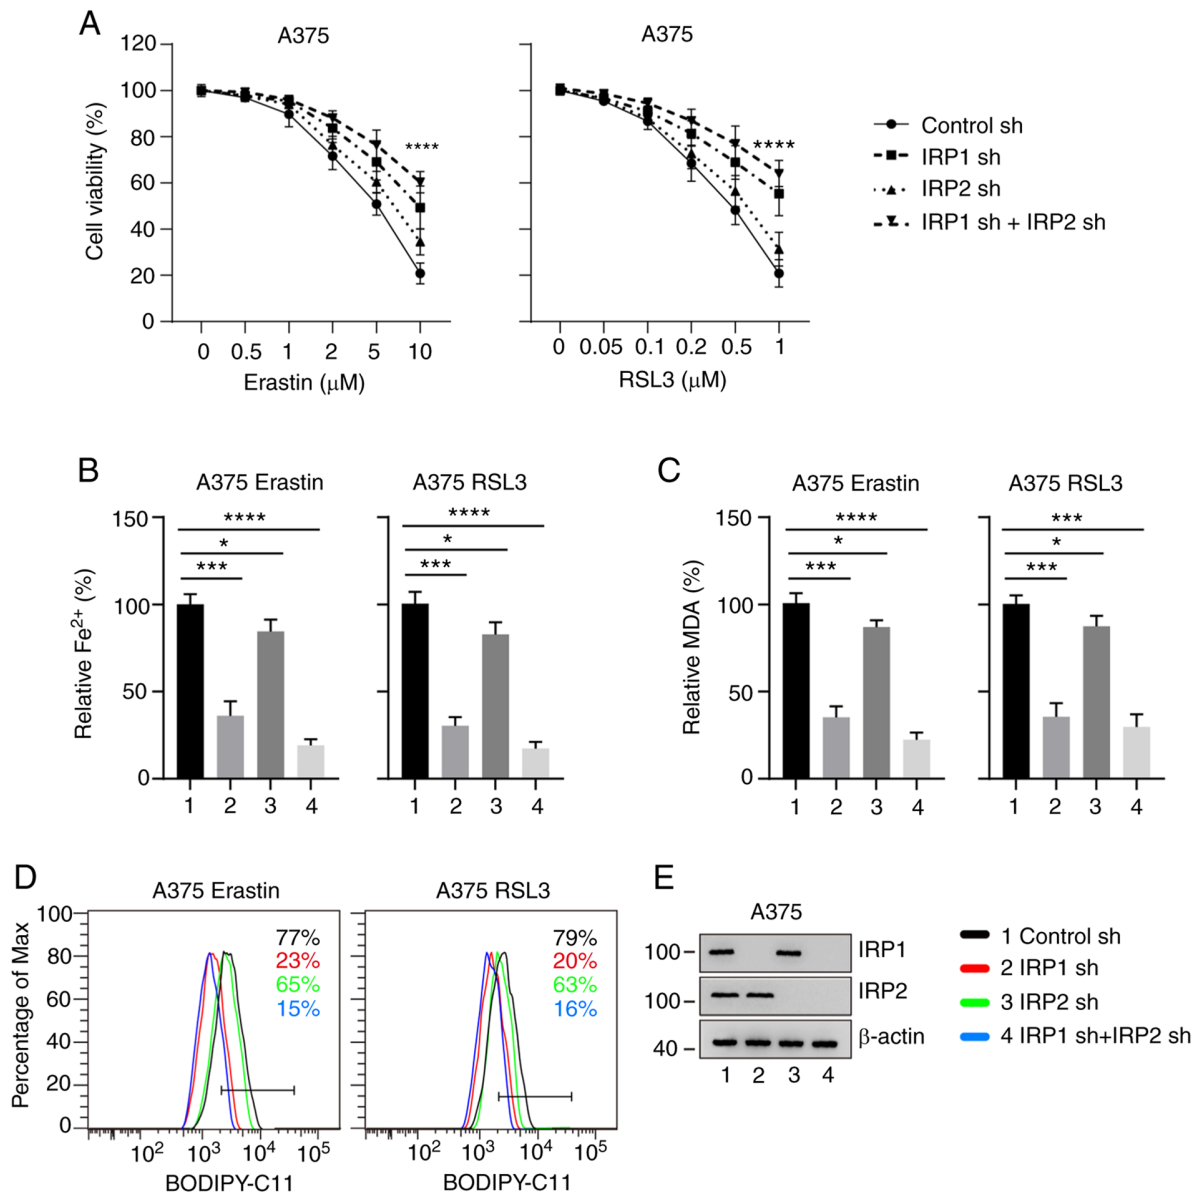 A
A375
A375
Cell viability (%)
120
100
80
60
40
20
0
****
****
0 0.5 1 2 5 10
0 0.05 0.1 0.2 0.5 1
Erastin (μM)
RSL3 (μM)
Control sh
IRP1 sh
IRP2 sh
IRP1 sh + IRP2 sh
B
A375 Erastin
A375 RSL3
Relative Fe2+ (%)
150
100
50
0
****
*
***
****
*
***
1 2 3 4
1 2 3 4
C
A375 Erastin
A375 RSL3
Relative MDA (%)
150
100
50
0
****
*
***
***
*
***
1 2 3 4
1 2 3 4
D
A375 Erastin
A375 RSL3
Percentage of Max
100
80
60
40
20
0
77%
23%
65%
15%
79%
20%
63%
16%
10² 10³ 10⁴ 10⁵
10² 10³ 10⁴ 10⁵
BODIPY-C11
BODIPY-C11
E
A375
100
IRP1
100
IRP2
40
β-actin
1 2 3 4
1 Control sh
2 IRP1 sh
3 IRP2 sh
4 IRP1 sh+IRP2 sh